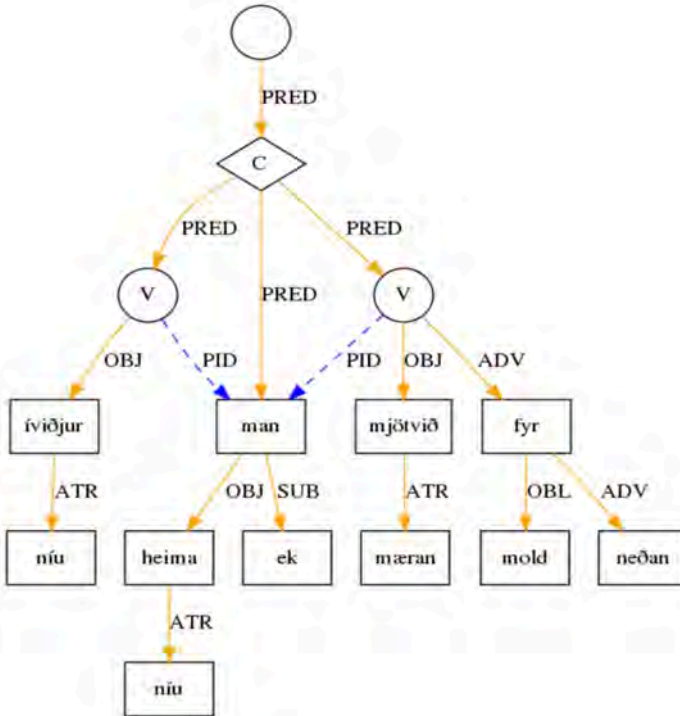 PRED
C
PRED PRED PRED
V V
OBJ PID PID OBJ ADV
íviðjur man mjötvið fyr
ATR OBJ SUB ATR OBL ADV
níu heima ek mæran mold neðan
ATR
níu